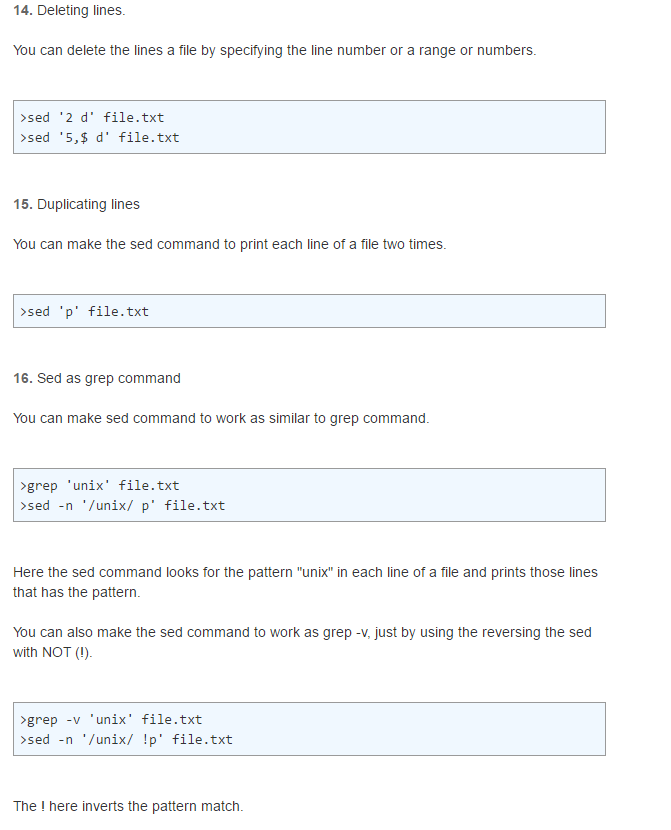 14. Deleting lines.
You can delete the lines a file by specifying the line number or a range or numbers.
>sed '2 d' file.txt
>sed '5,$ d' file.txt
15. Duplicating lines
You can make the sed command to print each line of a file two times.
>sed 'p' file.txt
16. Sed as grep command
You can make sed command to work as similar to grep command.
>grep 'unix' file.txt
>sed -n '/unix/ p' file.txt
Here the sed command looks for the pattern "unix" in each line of a file and prints those lines
that has the pattern.
You can also make the sed command to work as grep -v, just by using the reversing the sed
with NOT (!).
>grep -v 'unix' file.txt
>sed -n '/unix/ !p' file.txt
The ! here inverts the pattern match.